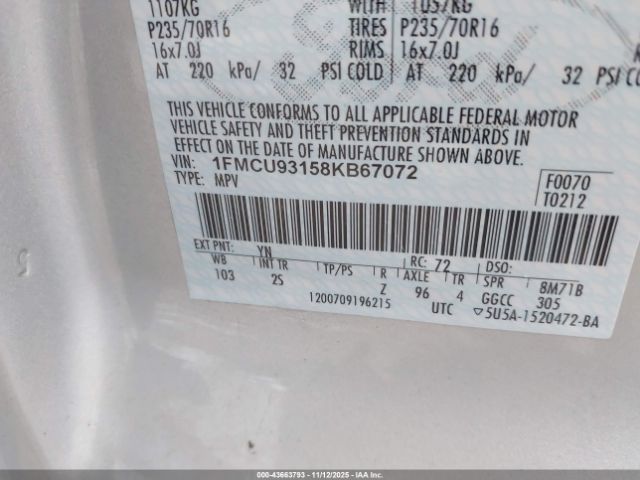 1107KG WITH 1057KG
P235/70R16 TIRES P235/70R16
16x7.0J RIMS 16x7.0J
AT 220 kPa/ 32 PSI COLD AT 220 kPa/ 32 PSI CO
THIS VEHICLE CONFORMS TO ALL APPLICABLE FEDERAL MOTOR
VEHICLE SAFETY AND THEFT PREVENTION STANDARDS IN
EFFECT ON THE DATE OF MANUFACTURE SHOWN ABOVE.
VIN: 1FMCU93158KB67072
TYPE: MPV
F0070
T0212
EXT PNT: YN RC: 72 DSO:
WB INT TR TP/PS R AXLE TR SPR 8M71B
103 2S Z 96 4 GGCC 305
1200709196215 UTC ▽5U5A-1520472-BA
000-43663793 - 11/12/2025 - IAAI.COM